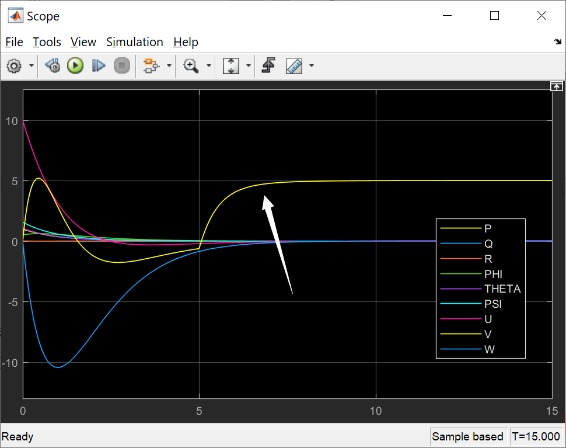 Scope
File Tools View Simulation Help
10
5
0
-5
-10
0 5 10 15
P
Q
R
PHI
THETA
PSI
U
V
W
Ready Sample based T=15.000